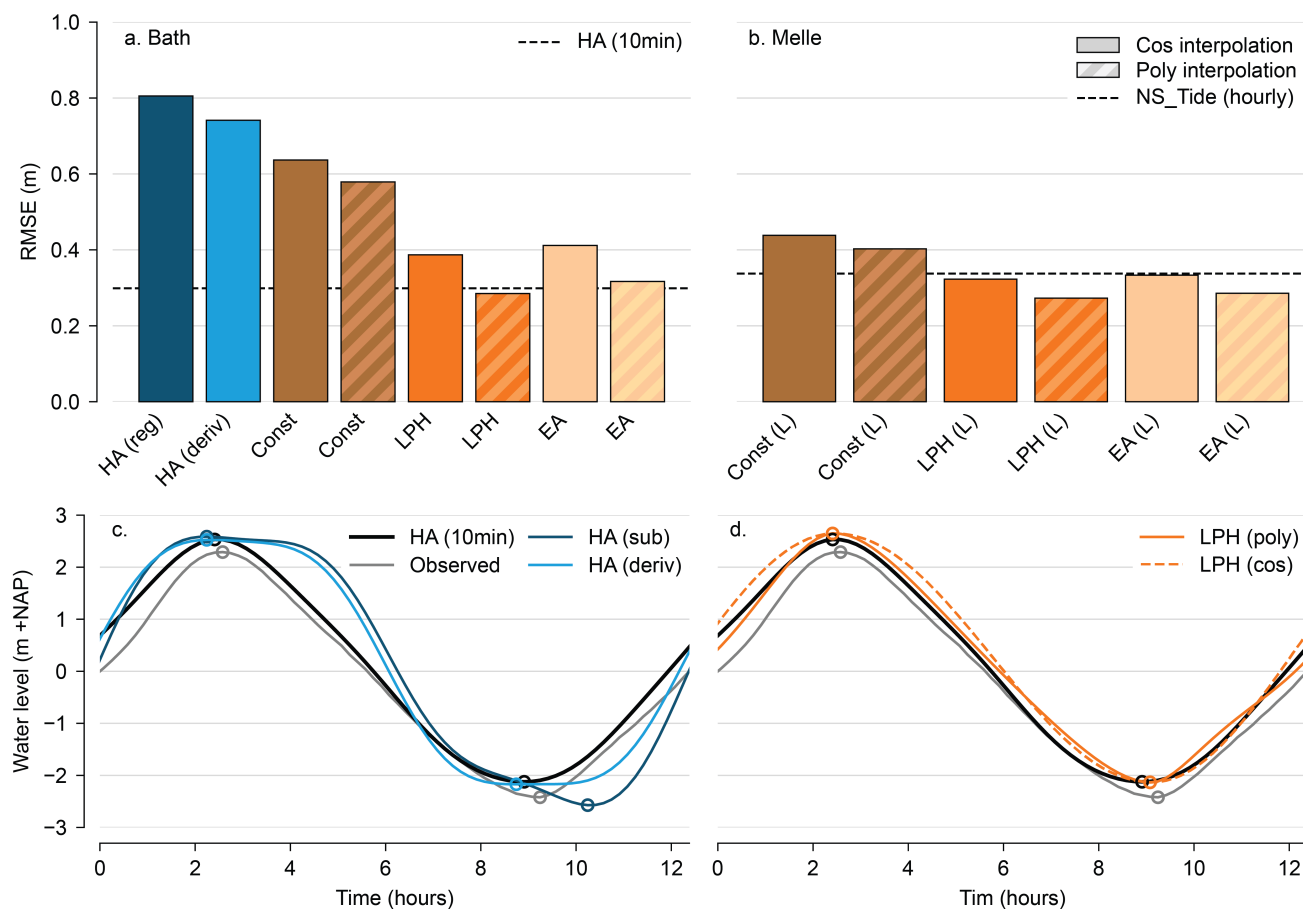 a. Bath
HA (10min)
RMSE (m)
1.0
0.8
0.6
0.4
0.2
0.0
HA (reg)
HA (deriv)
Const
Const
LPH
LPH
EA
EA
b. Melle
Cos interpolation
Poly interpolation
NS_Tide (hourly)
Const (L)
Const (L)
LPH (L)
LPH (L)
EA (L)
EA (L)
c.
HA (10min)
Observed
HA (sub)
HA (deriv)
Water level (m +NAP)
3
2
1
0
−1
−2
−3
0
2
4
6
8
10
12
Time (hours)
d.
LPH (poly)
LPH (cos)
0
2
4
6
8
10
12
Tim (hours)